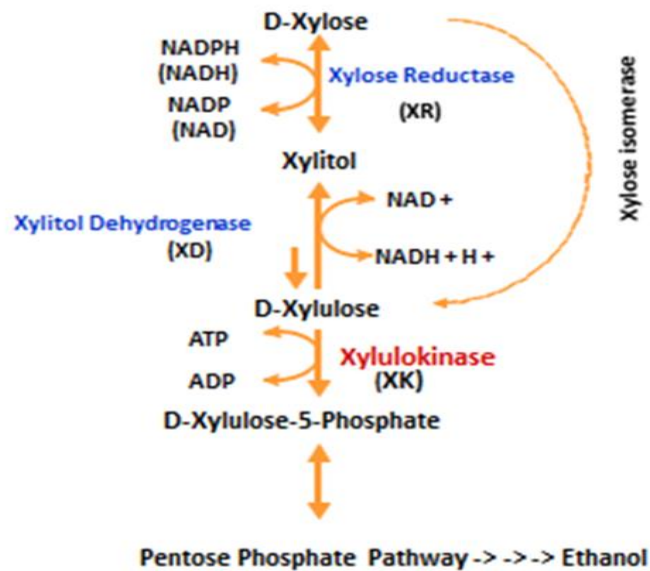 D-Xylose
NADPH
(NADH)
NADP
(NAD)
Xylose Reductase
(XR)
Xylose isomerase
Xylitol
Xylitol Dehydrogenase
(XD)
NAD +
NADH + H +
D-Xylulose
ATP
ADP
Xylulokinase
(XK)
D-Xylulose-5-Phosphate
Pentose Phosphate Pathway -> -> -> Ethanol